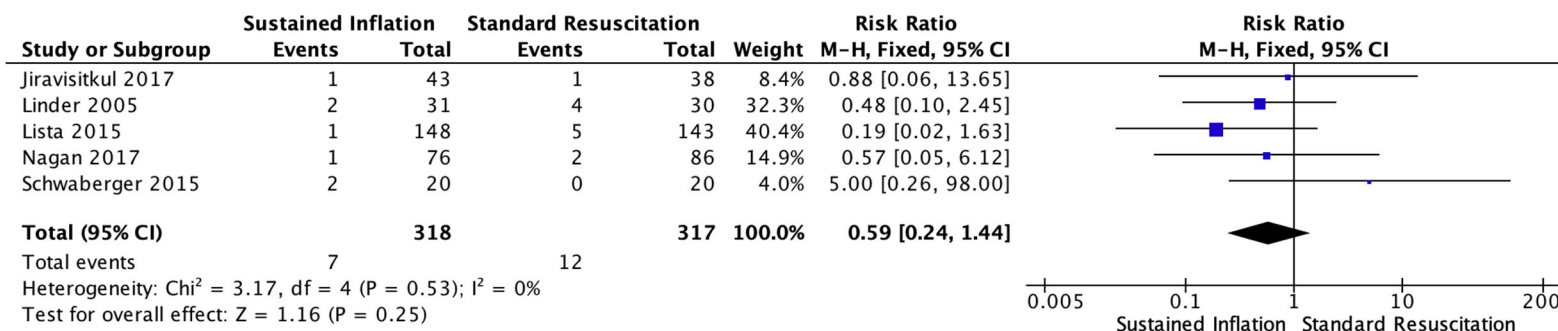 Sustained Inflation Standard Resuscitation Risk Ratio Risk Ratio
Study or Subgroup Events Total Events Total Weight M-H, Fixed, 95% CI M-H, Fixed, 95% CI
Jiravisitkul 2017 1 43 1 38 8.4% 0.88 [0.06, 13.65]
Linder 2005 2 31 4 30 32.3% 0.48 [0.10, 2.45]
Lista 2015 1 148 5 143 40.4% 0.19 [0.02, 1.63]
Nagan 2017 1 76 2 86 14.9% 0.57 [0.05, 6.12]
Schwaberger 2015 2 20 0 20 4.0% 5.00 [0.26, 98.00]
Total (95% CI) 318 317 100.0% 0.59 [0.24, 1.44]
Total events 7 12
Heterogeneity: Chi² = 3.17, df = 4 (P = 0.53); I² = 0%
Test for overall effect: Z = 1.16 (P = 0.25)
0.005 0.1 1 10 200
Sustained Inflation Standard Resuscitation